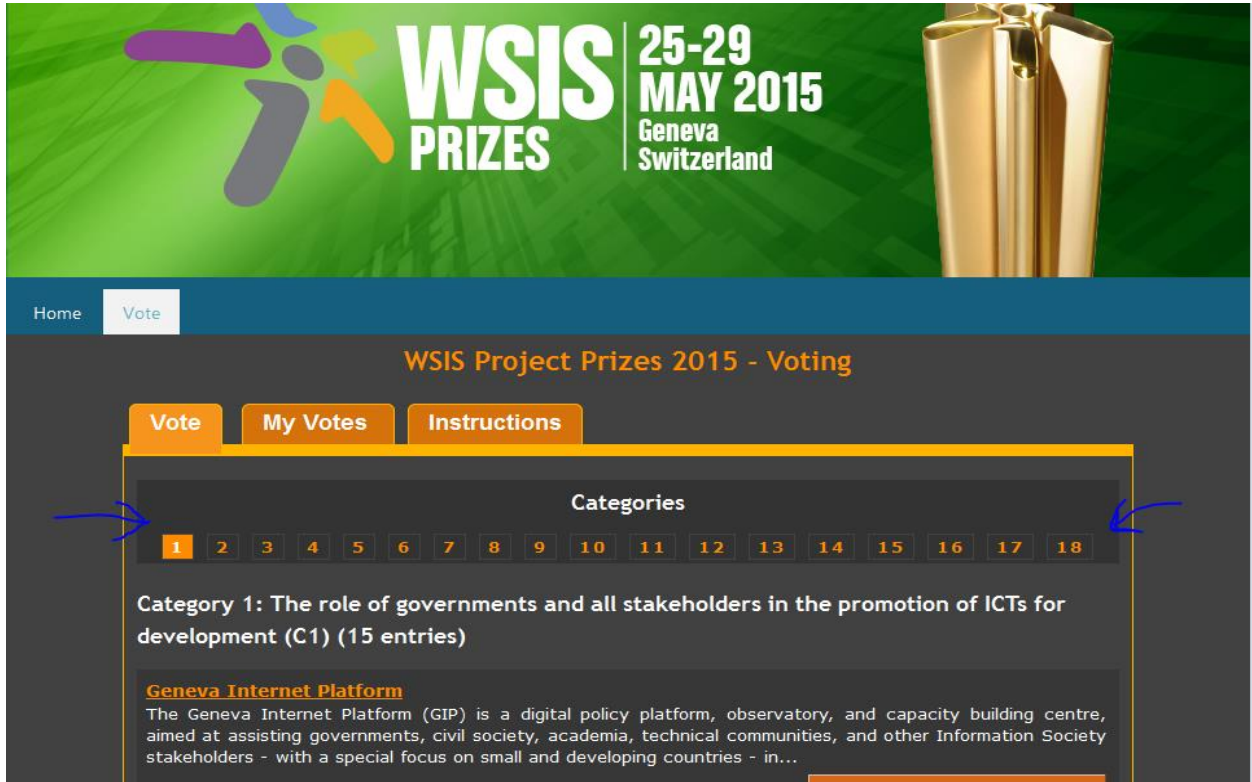 WSIS
PRIZES
25-29
MAY 2015
Geneva
Switzerland
Home Vote
WSIS Project Prizes 2015 - Voting
Vote My Votes Instructions
Categories
1 2 3 4 5 6 7 8 9 10 11 12 13 14 15 16 17 18
Category 1: The role of governments and all stakeholders in the promotion of ICTs for
development (C1) (15 entries)
Geneva Internet Platform
The Geneva Internet Platform (GIP) is a digital policy platform, observatory, and capacity building centre,
aimed at assisting governments, civil society, academia, technical communities, and other Information Society
stakeholders - with a special focus on small and developing countries - in...